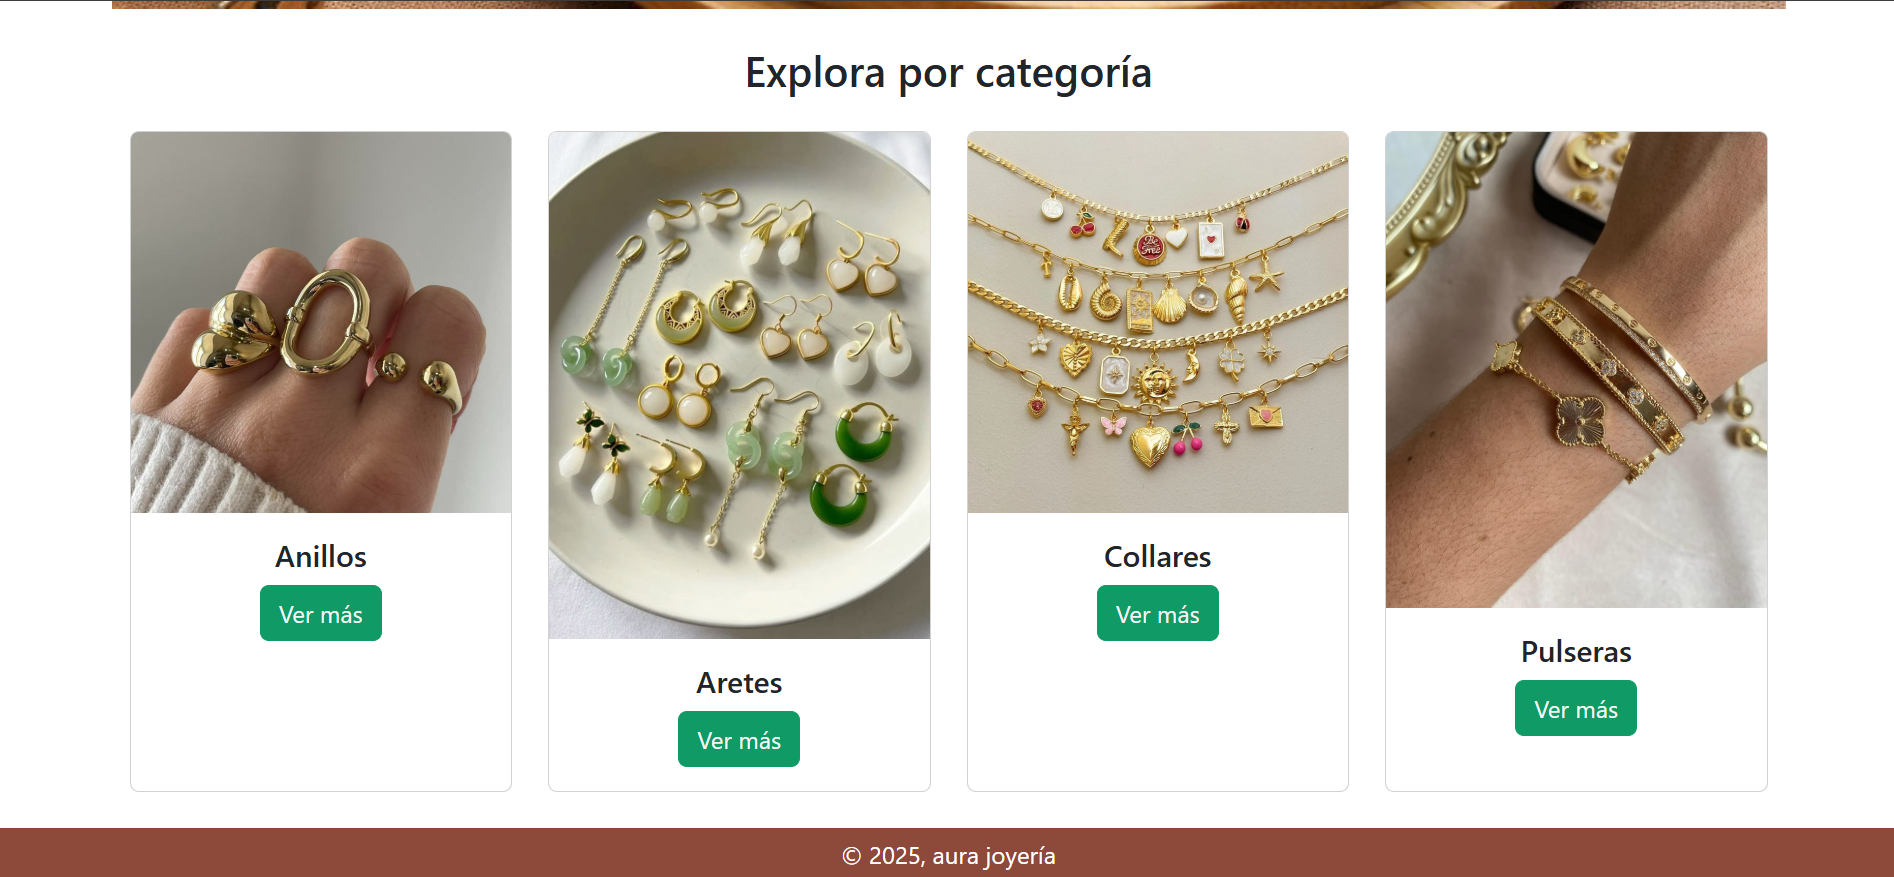 Explora por categoría
Anillos
Ver más
Aretes
Ver más
Collares
Ver más
Pulseras
Ver más
© 2025, aura joyería